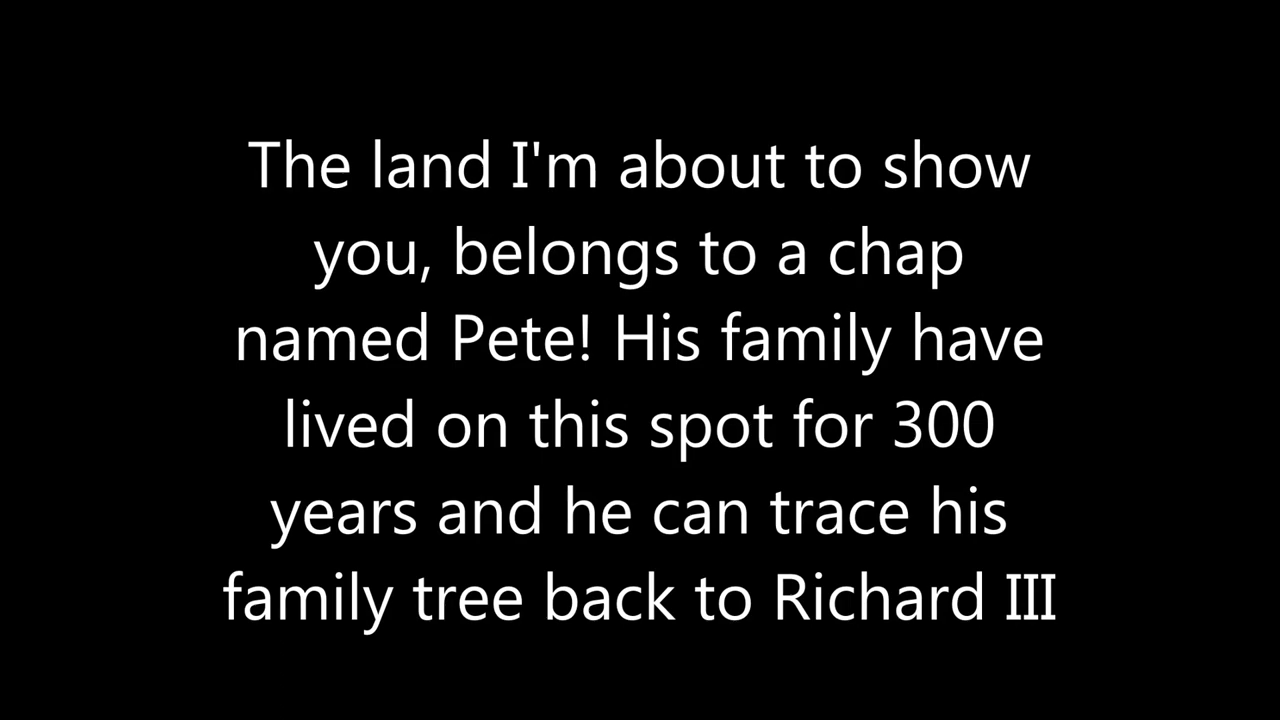 The land I'm about to show
you, belongs to a chap
named Pete! His family have
lived on this spot for 300
years and he can trace his
family tree back to Richard III